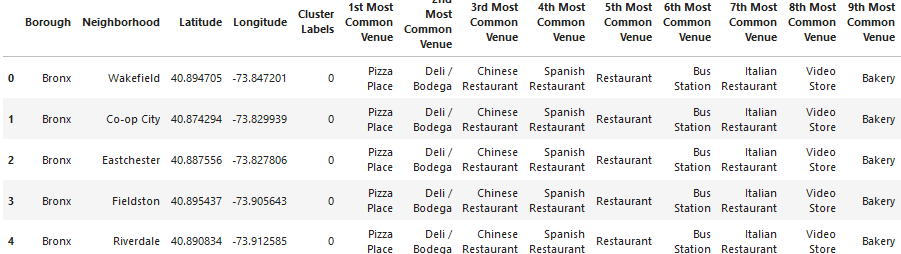 Borough Neighborhood Latitude Longitude Cluster Labels 1st Most Common Venue 2nd Most Common Venue 3rd Most Common Venue 4th Most Common Venue 5th Most Common Venue 6th Most Common Venue 7th Most Common Venue 8th Most Common Venue 9th Most Common Venue
0 Bronx Wakefield 40.894705 -73.847201 0 Pizza Place Deli / Bodega Chinese Restaurant Spanish Restaurant Restaurant Bus Station Italian Restaurant Video Store Bakery
1 Bronx Co-op City 40.874294 -73.829939 0 Pizza Place Deli / Bodega Chinese Restaurant Spanish Restaurant Restaurant Bus Station Italian Restaurant Video Store Bakery
2 Bronx Eastchester 40.887556 -73.827806 0 Pizza Place Deli / Bodega Chinese Restaurant Spanish Restaurant Restaurant Bus Station Italian Restaurant Video Store Bakery
3 Bronx Fieldston 40.895437 -73.905643 0 Pizza Place Deli / Bodega Chinese Restaurant Spanish Restaurant Restaurant Bus Station Italian Restaurant Video Store Bakery
4 Bronx Riverdale 40.890834 -73.912585 0 Pizza Place Deli / Bodega Chinese Restaurant Spanish Restaurant Restaurant Bus Station Italian Restaurant Video Store Bakery